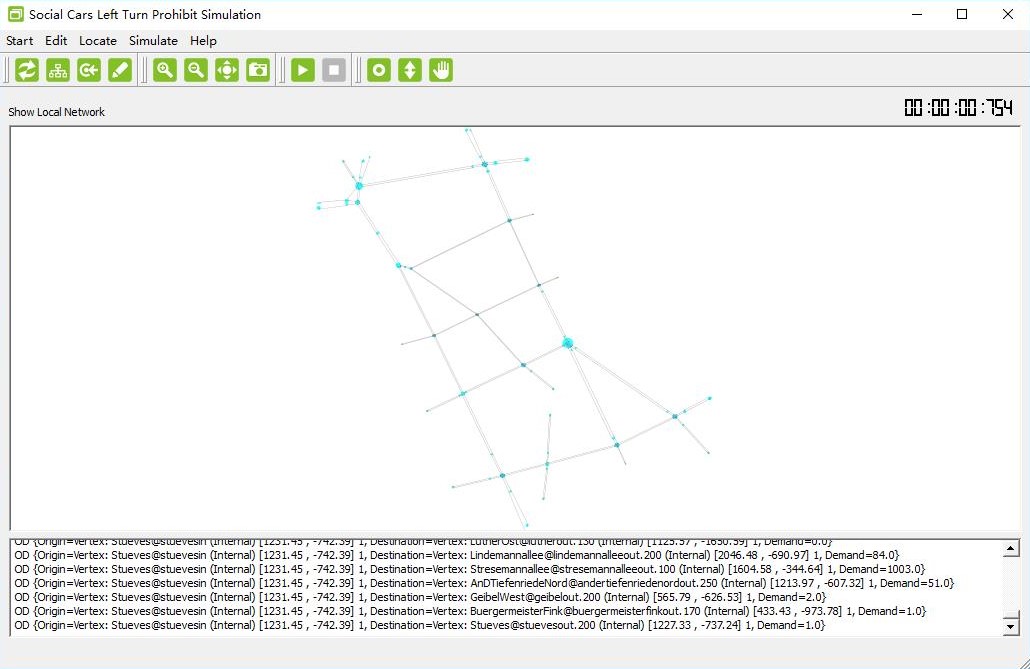 Social Cars Left Turn Prohibit Simulation
Start Edit Locate Simulate Help
Show Local Network
00:00:00:754
OD {Origin=Vertex: Stueves@stuevesin (Internal) [1231.45 , -742.39] 1, Destination=Vertex: LutherOst@lutherout.130 (Internal) [1125.57 , -1650.59] 1, Demand=0.0}
OD {Origin=Vertex: Stueves@stuevesin (Internal) [1231.45 , -742.39] 1, Destination=Vertex: Lindemannallee@lindemannalleeout.200 (Internal) [2046.48 , -690.97] 1, Demand=84.0}
OD {Origin=Vertex: Stueves@stuevesin (Internal) [1231.45 , -742.39] 1, Destination=Vertex: Stresemannallee@stresemannalleeout.100 (Internal) [1604.58 , -344.64] 1, Demand=1003.0}
OD {Origin=Vertex: Stueves@stuevesin (Internal) [1231.45 , -742.39] 1, Destination=Vertex: AnDTiefenriedeNord@andertiefenriedenordout.250 (Internal) [1213.97 , -607.32] 1, Demand=51.0}
OD {Origin=Vertex: Stueves@stuevesin (Internal) [1231.45 , -742.39] 1, Destination=Vertex: GeibelWest@geibelout.200 (Internal) [565.79 , -626.53] 1, Demand=2.0}
OD {Origin=Vertex: Stueves@stuevesin (Internal) [1231.45 , -742.39] 1, Destination=Vertex: BuergermeisterFink@buergermeisterfinkout.170 (Internal) [433.43 , -973.78] 1, Demand=1.0}
OD {Origin=Vertex: Stueves@stuevesin (Internal) [1231.45 , -742.39] 1, Destination=Vertex: Stueves@stuevesout.200 (Internal) [1227.33 , -737.24] 1, Demand=1.0}